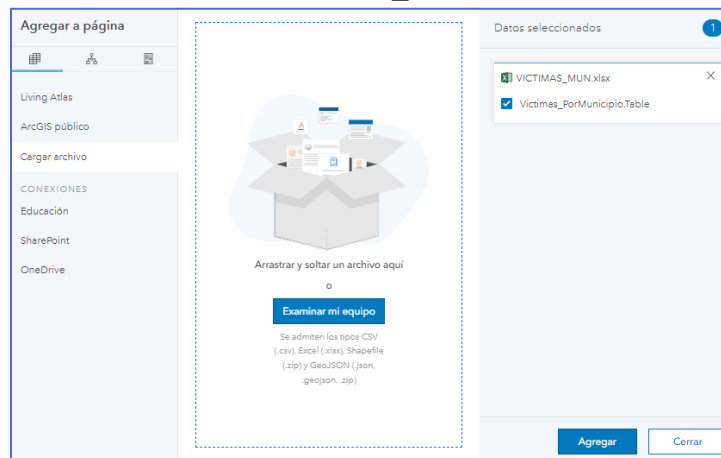 Agregar a página
Living Atlas
ArcGIS público
Cargar archivo
CONEXIONES
Educación
SharePoint
OneDrive
Arrastrar y soltar un archivo aquí
o
Examinar mi equipo
Se admiten los tipos CSV
(.csv), Excel (.xlsx), Shapefile
(.zip) y GeoJSON (.json,
.geojson, .zip)
Datos seleccionados
1
VICTIMAS_MUN.xlsx
Victimas_PorMunicipio.Table
Agregar
Cerrar